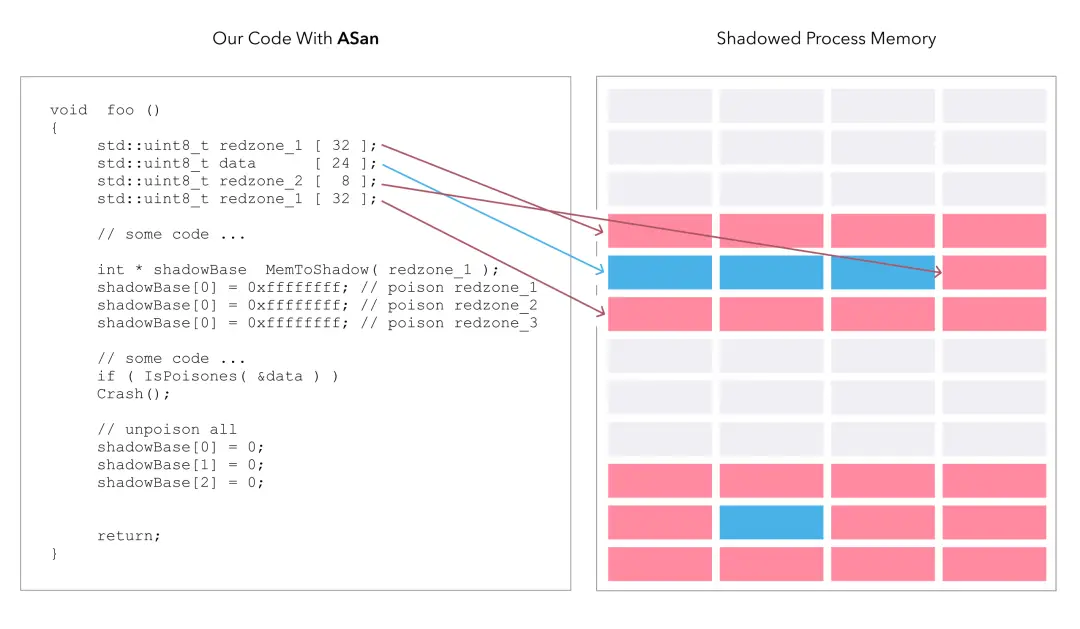 Our Code With ASan
Shadowed Process Memory
void  foo ()
{
std::uint8_t redzone_1 [ 32 ];
std::uint8_t data      [ 24 ];
std::uint8_t redzone_2 [  8 ];
std::uint8_t redzone_1 [ 32 ];
// some code ...
int * shadowBase  MemToShadow( redzone_1 );
shadowBase[0] = 0xffffffff; // poison redzone_1
shadowBase[0] = 0xffffffff; // poison redzone_2
shadowBase[0] = 0xffffffff; // poison redzone_3
// some code ...
if ( IsPoisones( &data ) )
Crash();
// unpoison all
shadowBase[0] = 0;
shadowBase[1] = 0;
shadowBase[2] = 0;
return;
}